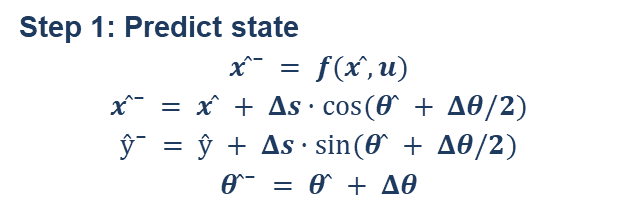 Step 1: Predict state
x^⁻ = f(x^, u)
x^⁻ = x^ + Δs · cos(θ^ + Δθ/2)
ŷ⁻ = ŷ + Δs · sin(θ^ + Δθ/2)
θ^⁻ = θ^ + Δθ